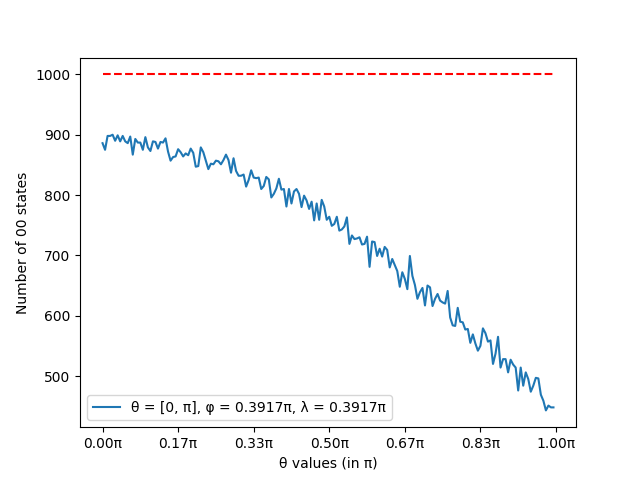 1000
900
800
700
600
500
Number of 00 states
θ = [0, π], φ = 0.3917π, λ = 0.3917π
0.00π 0.17π 0.33π 0.50π 0.67π 0.83π 1.00π
θ values (in π)